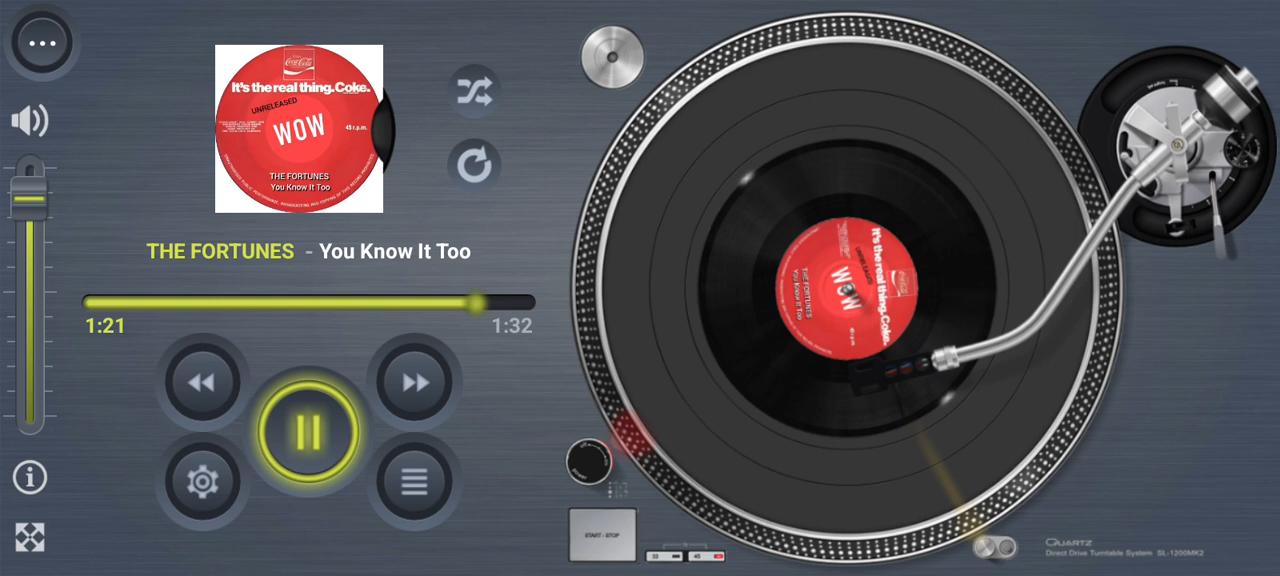 Coca-Cola
It's the real thing. Coke.
UNRELEASED
WOW
45 r.p.m.
THE FORTUNES
You Know It Too
THE FORTUNES - You Know It Too
1:21
1:32
It's the real thing. Coke.
UNRELEASED
WOW
THE FORTUNES
You Know It Too
START • STOP
33
45
QUARTZ
Direct Drive Turntable System SL-1200MK2